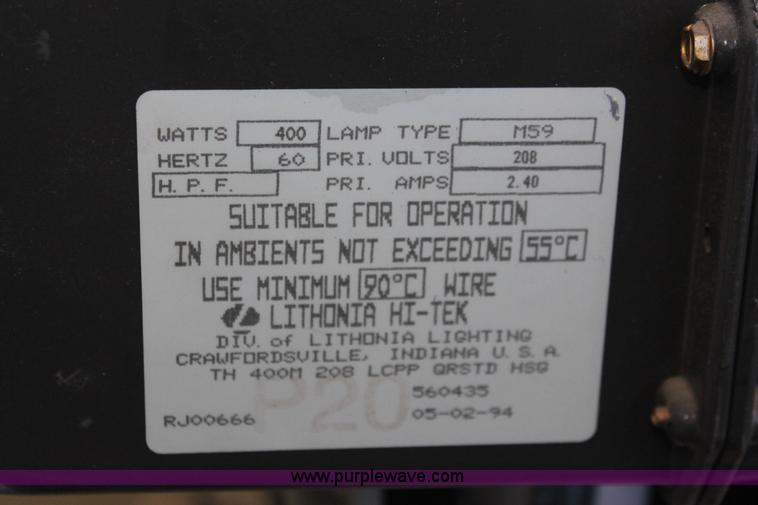 WATTS 400 LAMP TYPE M59
HERTZ 60 PRI. VOLTS 208
H. P. F. PRI. AMPS 2.40
SUITABLE FOR OPERATION
IN AMBIENTS NOT EXCEEDING 55°C
USE MINIMUM 90°C WIRE
LITHONIA HI-TEK
DIV. of LITHONIA LIGHTING
CRAWFORDSVILLE, INDIANA U. S. A.
TH 400M 208 LCPP QRSTD HSG
P20
560435
RJ00666 05-02-94
www.purplewave.com